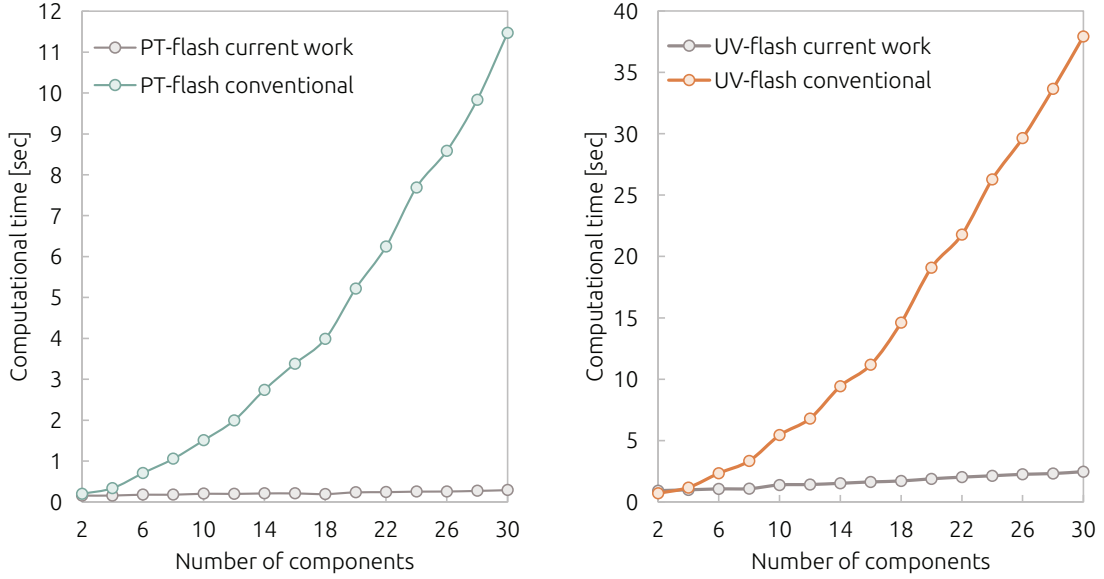 12
11
10
9
8
7
6
5
4
3
2
1
0
Computational time [sec]
PT-flash current work
PT-flash conventional
2 6 10 14 18 22 26 30
Number of components
40
35
30
25
20
15
10
5
0
Computational time [sec]
UV-flash current work
UV-flash conventional
2 6 10 14 18 22 26 30
Number of components